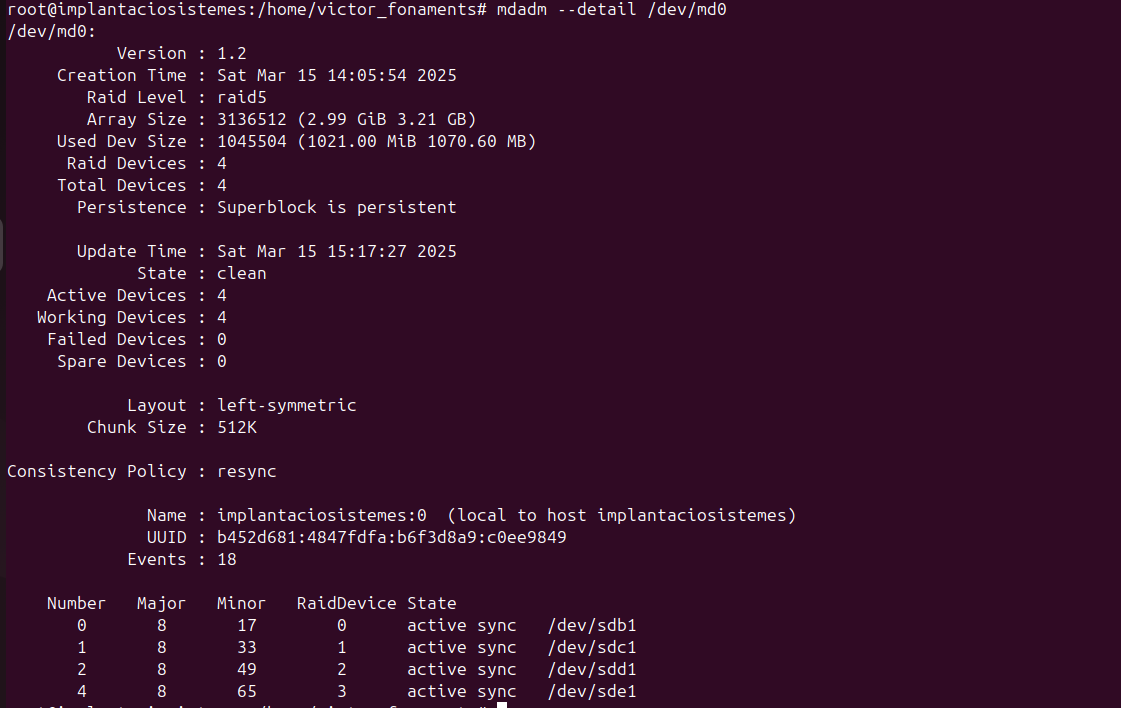 root@implantaciosistemes:/home/victor_fonaments# mdadm --detail /dev/md0
/dev/md0:
Version : 1.2
Creation Time : Sat Mar 15 14:05:54 2025
Raid Level : raid5
Array Size : 3136512 (2.99 GiB 3.21 GB)
Used Dev Size : 1045504 (1021.00 MiB 1070.60 MB)
Raid Devices : 4
Total Devices : 4
Persistence : Superblock is persistent
Update Time : Sat Mar 15 15:17:27 2025
State : clean
Active Devices : 4
Working Devices : 4
Failed Devices : 0
Spare Devices : 0
Layout : left-symmetric
Chunk Size : 512K
Consistency Policy : resync
Name : implantaciosistemes:0  (local to host implantaciosistemes)
UUID : b452d681:4847fdfa:b6f3d8a9:c0ee9849
Events : 18
Number   Major   Minor   RaidDevice State
0       8       17        0      active sync   /dev/sdb1
1       8       33        1      active sync   /dev/sdc1
2       8       49        2      active sync   /dev/sdd1
4       8       65        3      active sync   /dev/sde1